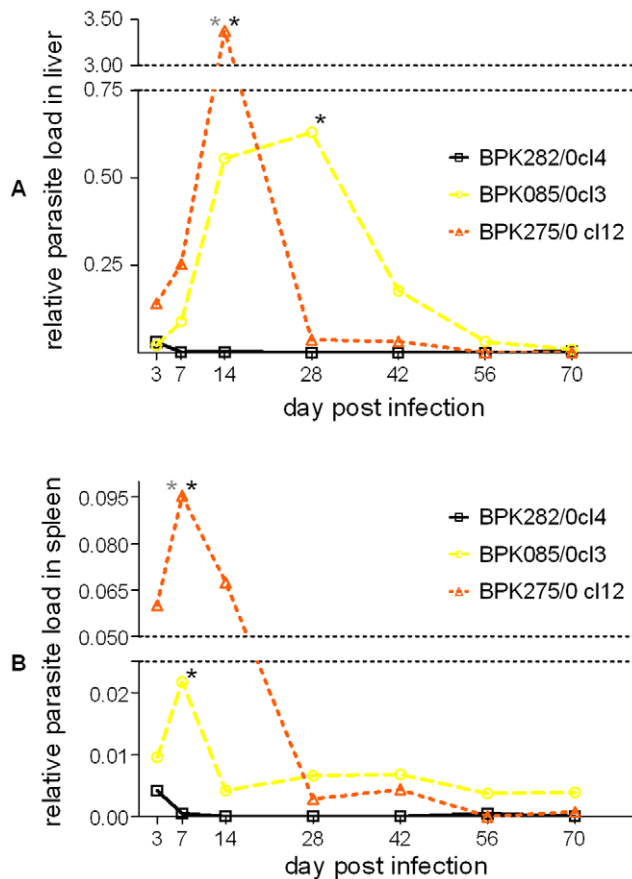 * *
3.50
3.00
0.75
*
0.50
0.25
BPK282/0cl4
BPK085/0cl3
BPK275/0 cl12
A
relative parasite load in liver
3 7 14 28 42 56 70
day post infection
* *
0.095
0.080
0.065
0.050
BPK282/0cl4
BPK085/0cl3
BPK275/0 cl12
B
relative parasite load in spleen
*
0.02
0.01
0.00
3 7 14 28 42 56 70
day post infection